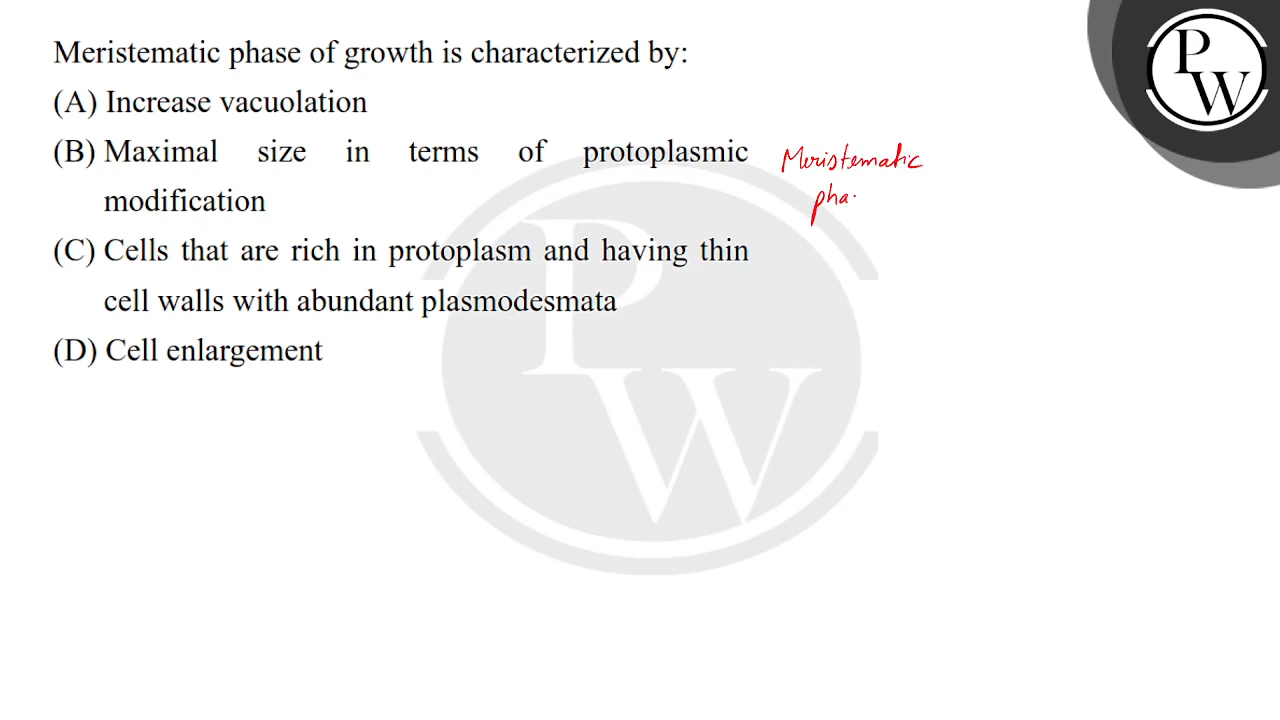 Meristematic phase of growth is characterized by:
(A) Increase vacuolation
(B) Maximal size in terms of protoplasmic
modification
(C) Cells that are rich in protoplasm and having thin
cell walls with abundant plasmodesmata
(D) Cell enlargement
Meristematic
pha.
P
W
P
W